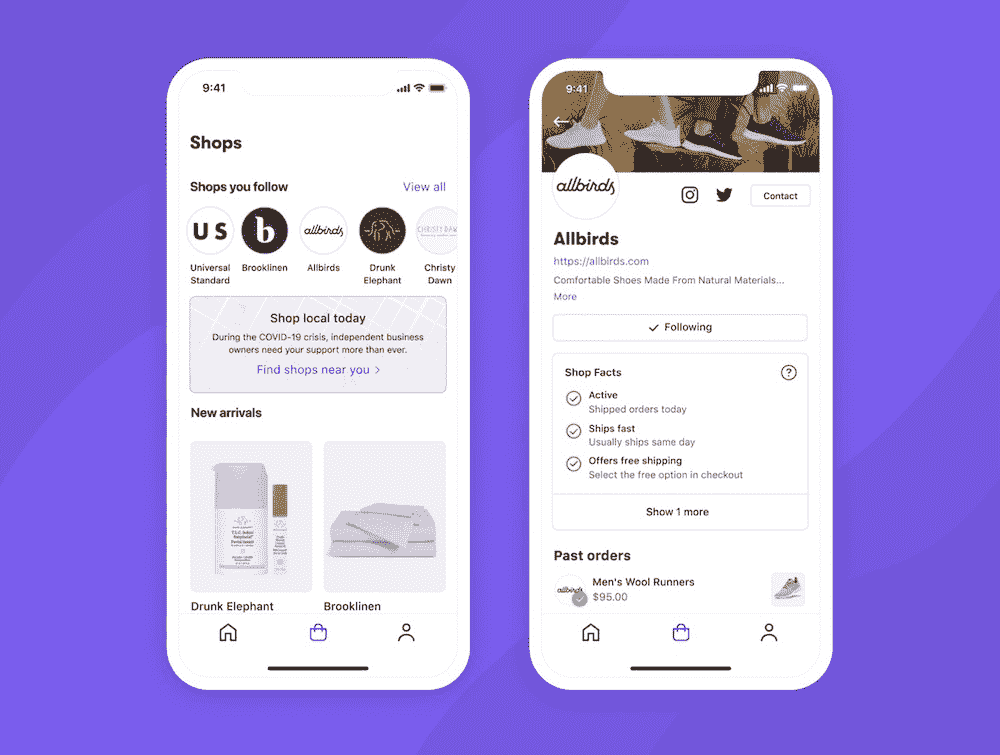 9:41
Shops
Shops you follow
View all
U S
b
allbirds
CHRISTY DAW
Universal
Standard
Brooklinen
Allbirds
Drunk
Elephant
Christy
Dawn
Shop local today
During the COVID-19 crisis, independent business
owners need your support more than ever.
Find shops near you >
New arrivals
Drunk Elephant
Brooklinen
9:41
allbirds
Contact
Allbirds
https://allbirds.com
Comfortable Shoes Made From Natural Materials...
More
Following
Shop Facts
?
Active
Shipped orders today
Ships fast
Usually ships same day
Offers free shipping
Select the free option in checkout
Show 1 more
Past orders
allbirds
Men's Wool Runners
$95.00